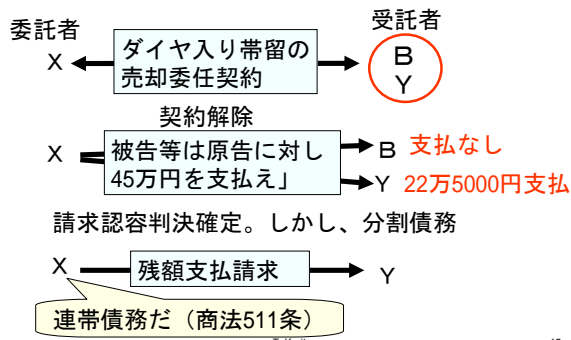 委託者
受託者
X
ダイヤ入り帯留の
売却委任契約
B
Y
契約解除
X
被告等は原告に対し
45万円を支払え」
B 支払なし
Y 22万5000円支払
請求認容判決確定。しかし、分割債務
X
残額支払請求
Y
連帯債務だ（商法511条）